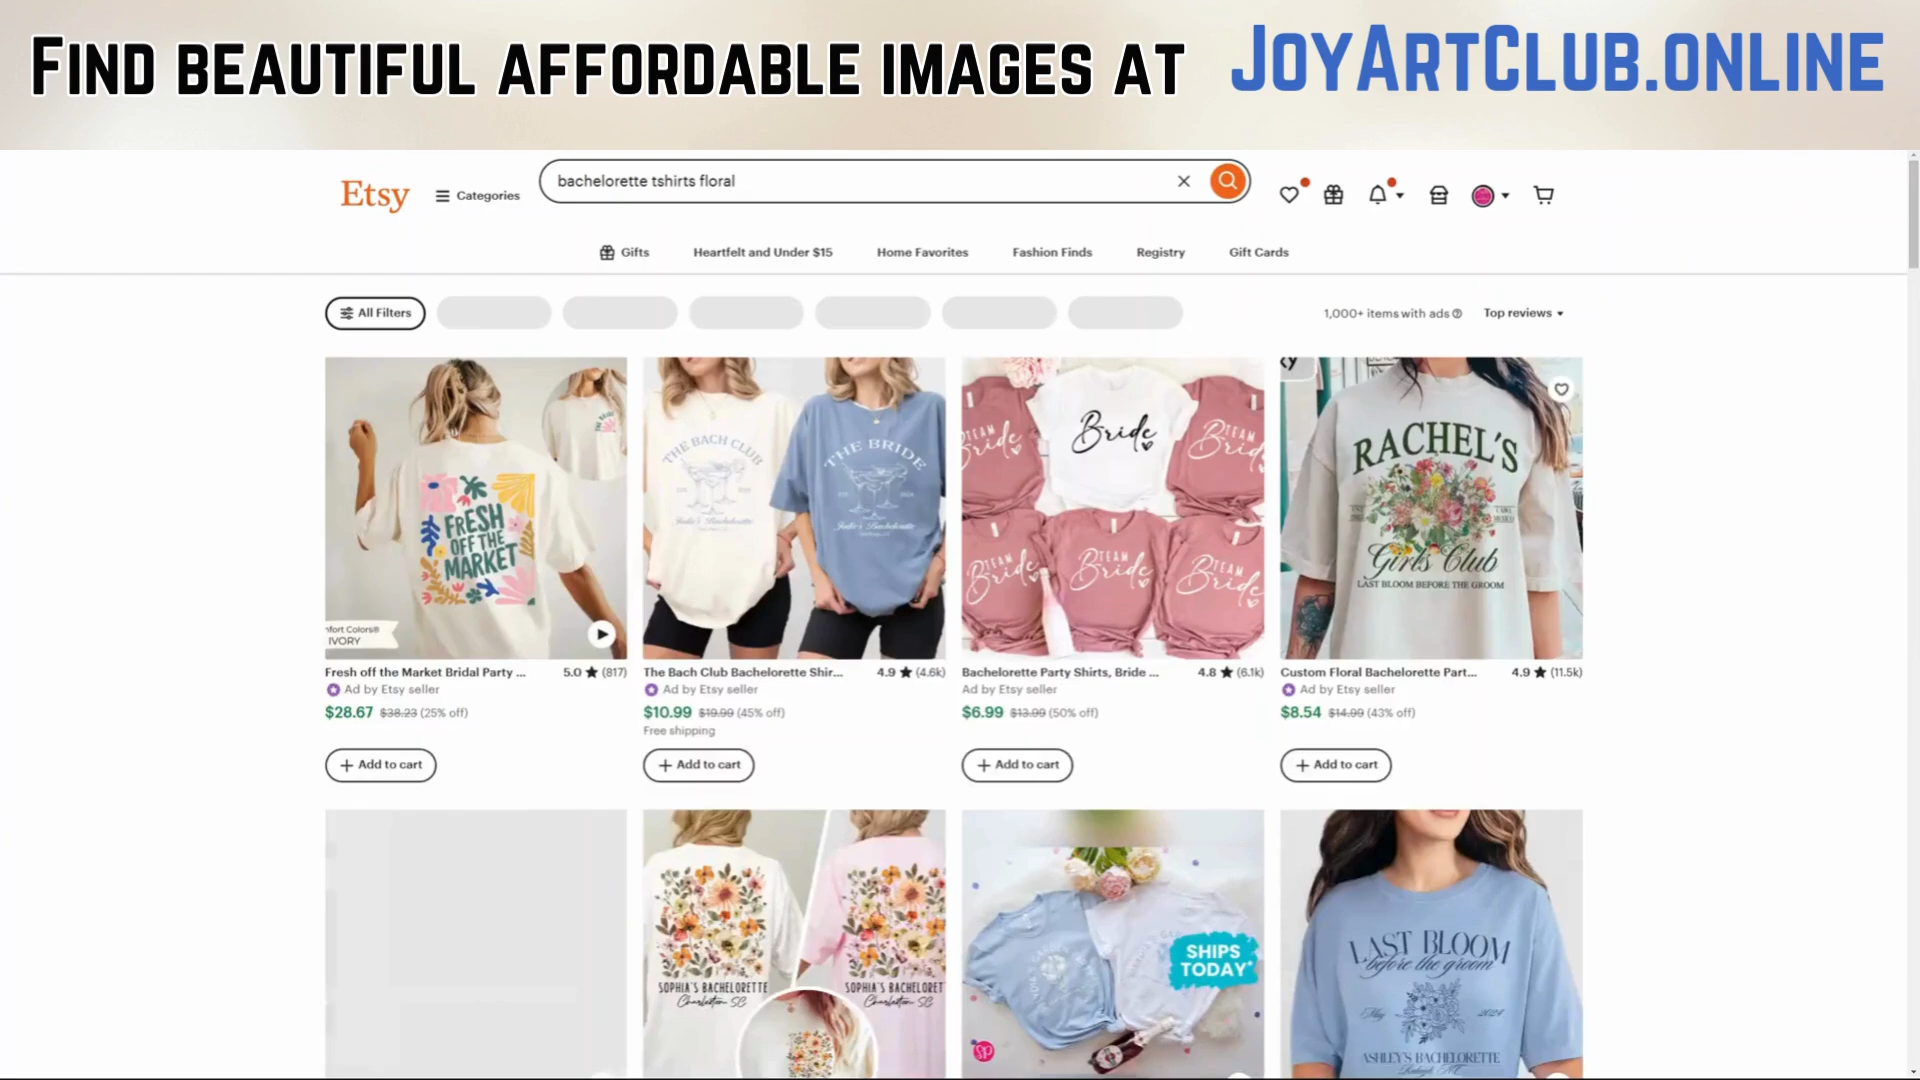 FIND BEAUTIFUL AFFORDABLE IMAGES AT JOYARTCLUB.ONLINE
Etsy
Categories
bachelorette tshirts floral
Gifts
Heartfelt and Under $15
Home Favorites
Fashion Finds
Registry
Gift Cards
All Filters
1,000+ items with ads
Top reviews
FRESH
OFF THE
MARKET
IVORY
THE BACH CLUB
THE BRIDE
Bride
TEAM
Bride
TEAM
Bride
TEAM
Bride
TEAM
Bride
TEAM
Bride
RACHEL'S
Girls Club
LAST BLOOM BEFORE THE GROOM
Fresh off the Market Bridal Party ... 5.0 ★ (817)
Ad by Etsy seller
$28.67 $38.23 (25% off)
Add to cart
The Bach Club Bachelorette Shir... 4.9 ★ (4.6k)
Ad by Etsy seller
$10.99 $19.99 (45% off)
Free shipping
Add to cart
Bachelorette Party Shirts, Bride ... 4.8 ★ (6.1k)
Ad by Etsy seller
$6.99 $13.99 (50% off)
Add to cart
Custom Floral Bachelorette Part... 4.9 ★ (11.5k)
Ad by Etsy seller
$8.54 $14.99 (43% off)
Add to cart
SOPHIA'S BACHELORETTE
Charleston SC
SOPHIA'S BACHELORET
Charleston SC
SHIPS
TODAY*
LAST BLOOM
before the groom
May 2024
ASHLEY'S BACHELORETTE